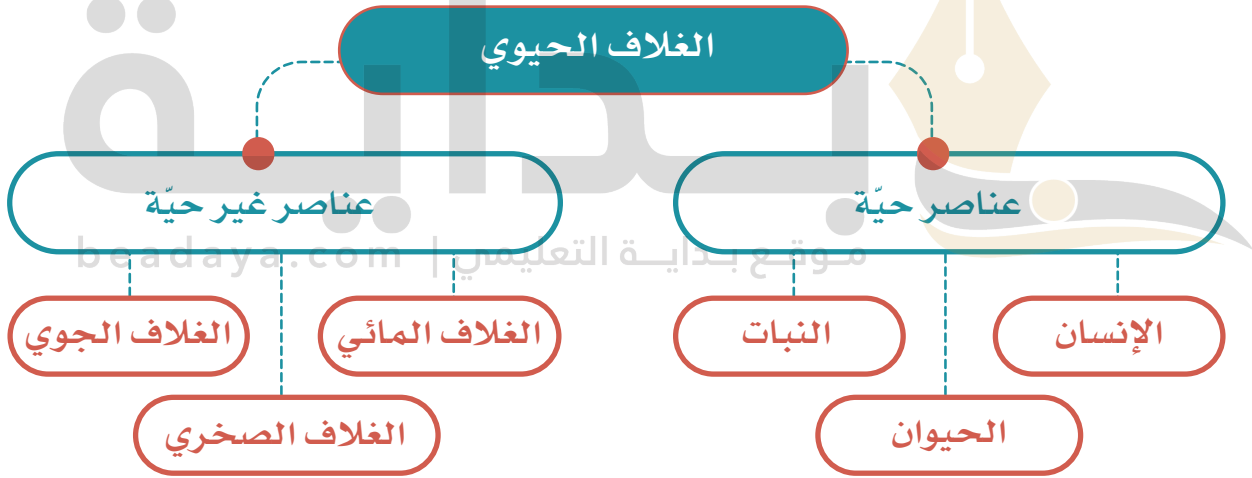 الغلاف الحيوي
عناصر حيّة
عناصر غير حيّة
الإنسان
النبات
الحيوان
الغلاف المائي
الغلاف الجوي
الغلاف الصخري
بداية
موقع بداية التعليمي | beadaya.com